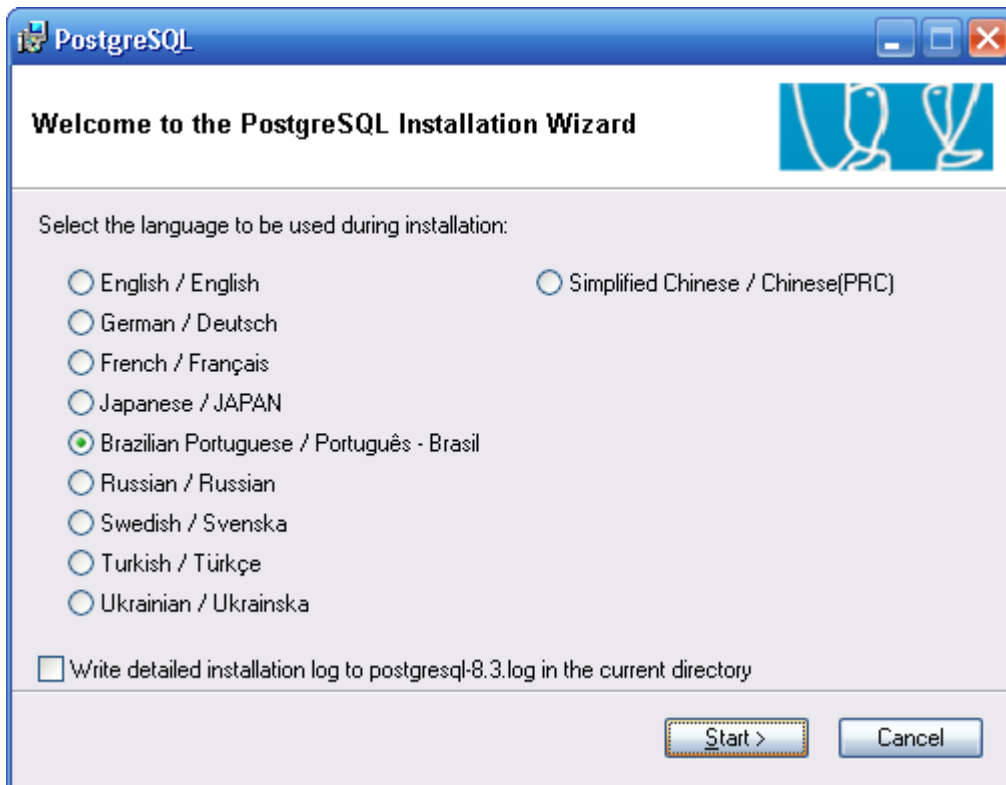 PostgreSQL
Welcome to the PostgreSQL Installation Wizard
Select the language to be used during installation:
English / English
German / Deutsch
French / Français
Japanese / JAPAN
Brazilian Portuguese / Português - Brasil
Russian / Russian
Swedish / Svenska
Turkish / Türkçe
Ukrainian / Ukrainska
Simplified Chinese / Chinese(PRC)
Write detailed installation log to postgresql-8.3.log in the current directory
Start >
Cancel